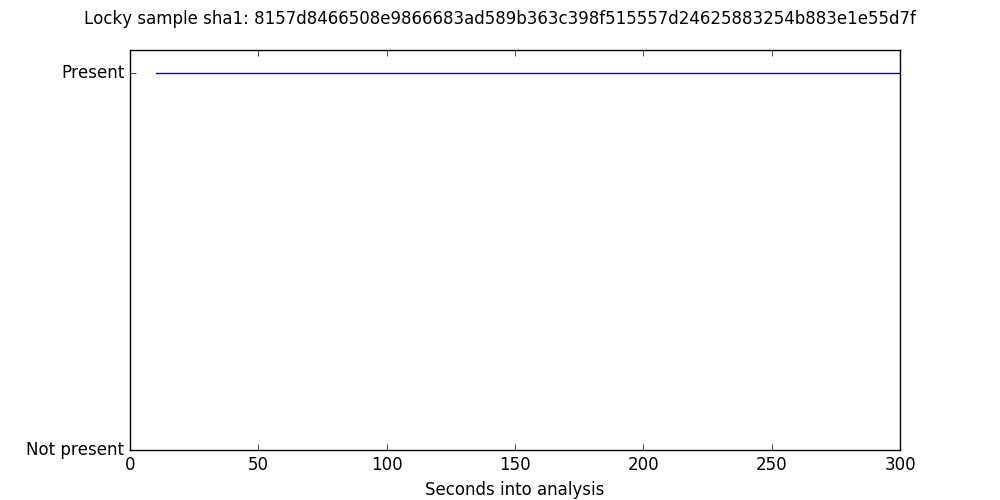 Locky sample sha1: 8157d8466508e9866683ad589b363c398f515557d24625883254b883e1e55d7f
Present
Not present
0 50 100 150 200 250 300
Seconds into analysis